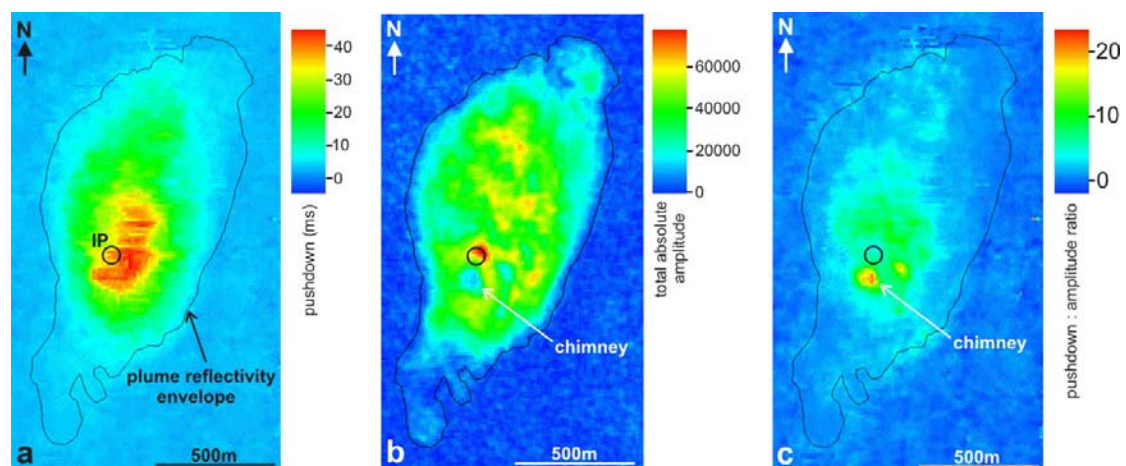 N
40
30
20
10
0
pushdown (ms)
IP
plume reflectivity
envelope
500m
a
N
60000
40000
20000
0
total absolute
amplitude
chimney
500m
b
N
20
10
0
pushdown : amplitude ratio
chimney
500m
c